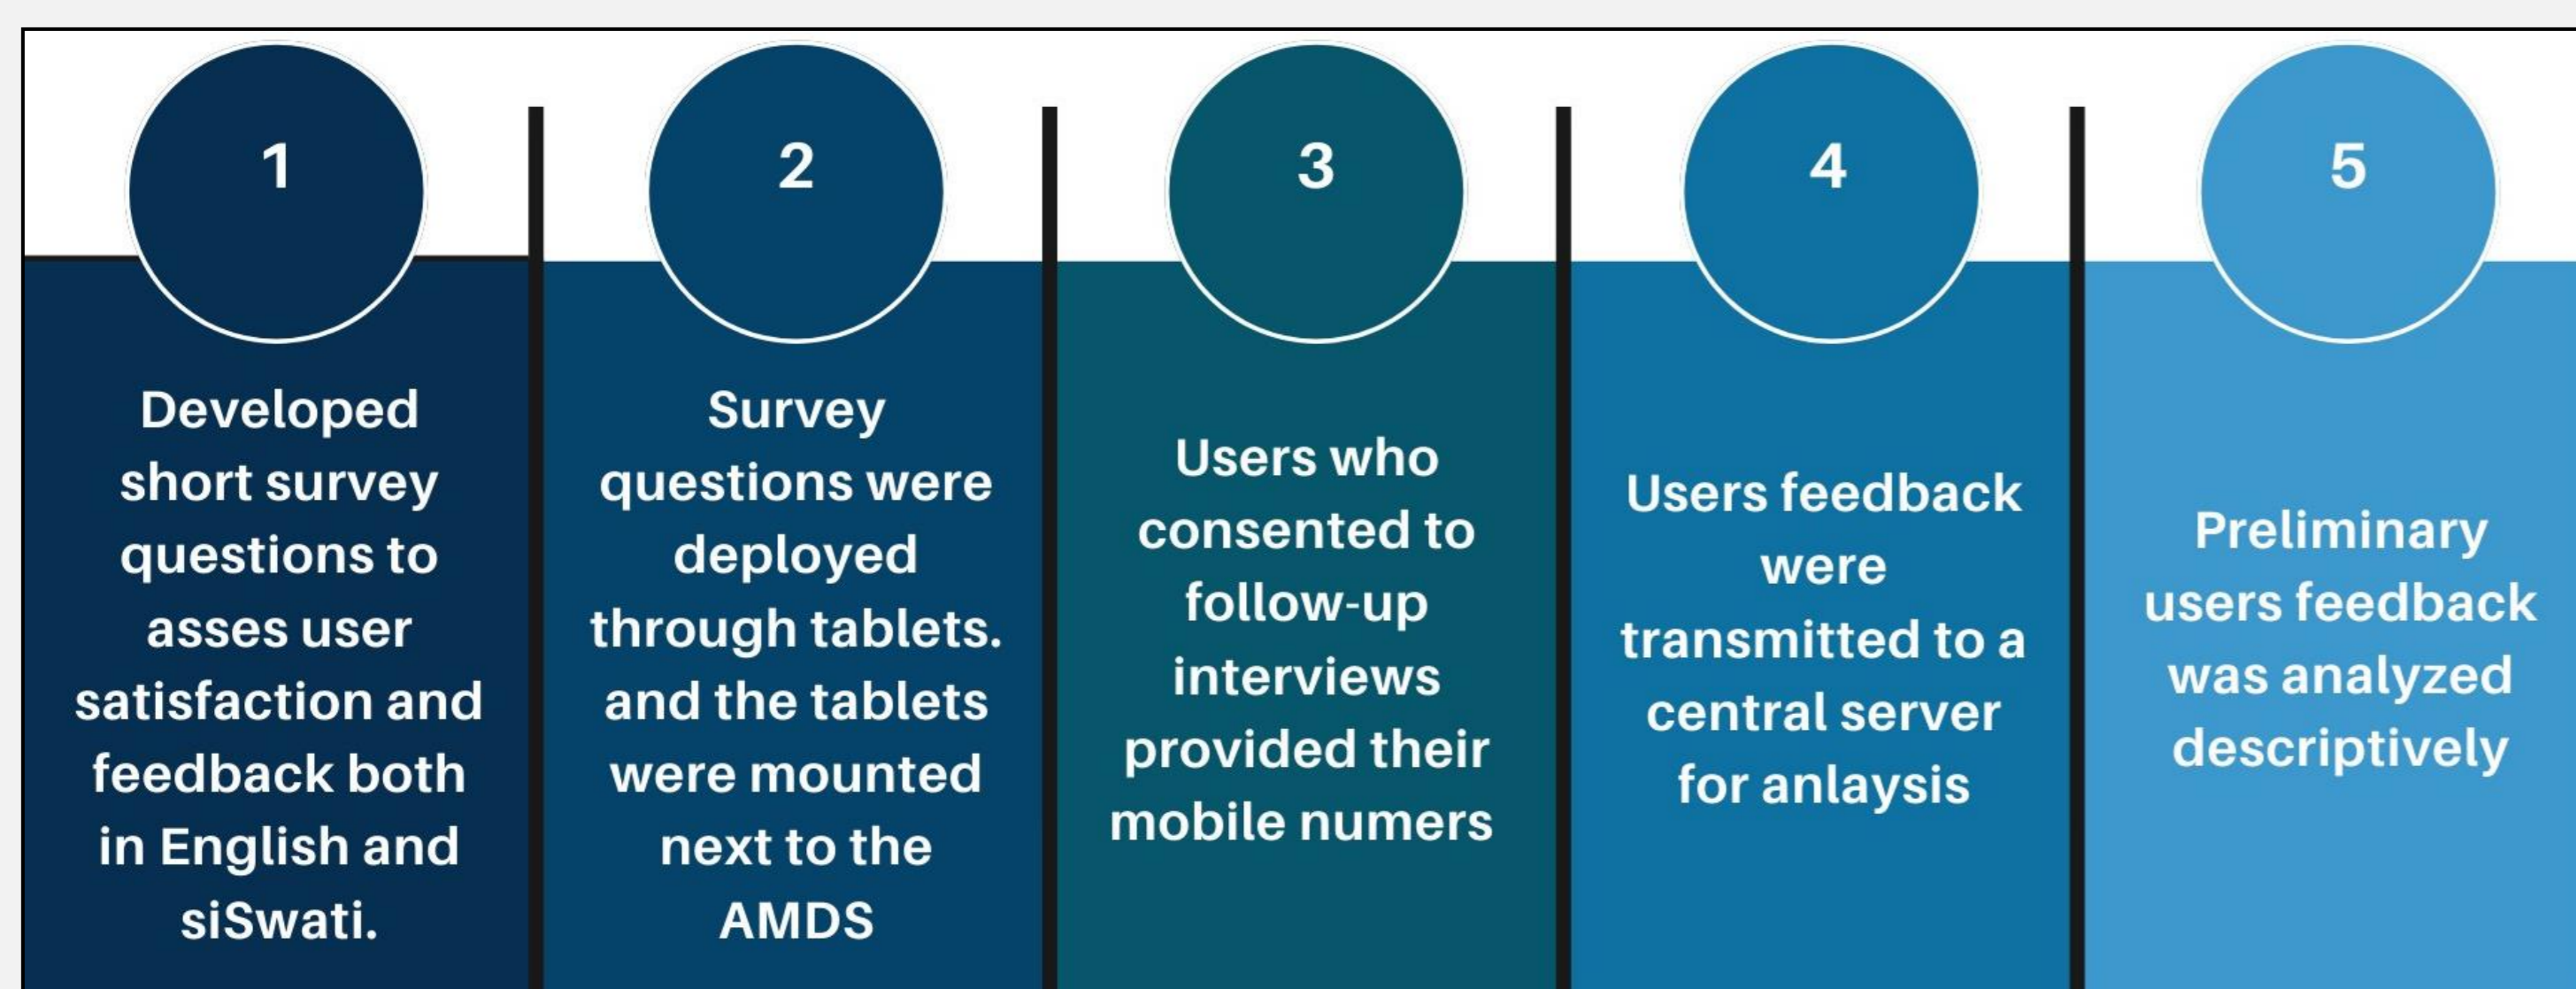 1
Developed
short survey
questions to
asses user
satisfaction and
feedback both
in English and
siSwati.
2
Survey
questions were
deployed
through tablets.
and the tablets
were mounted
next to the
AMDS
3
Users who
consented to
follow-up
interviews
provided their
mobile numers
4
Users feedback
were
transmitted to a
central server
for anlaysis
5
Preliminary
users feedback
was analyzed
descriptively